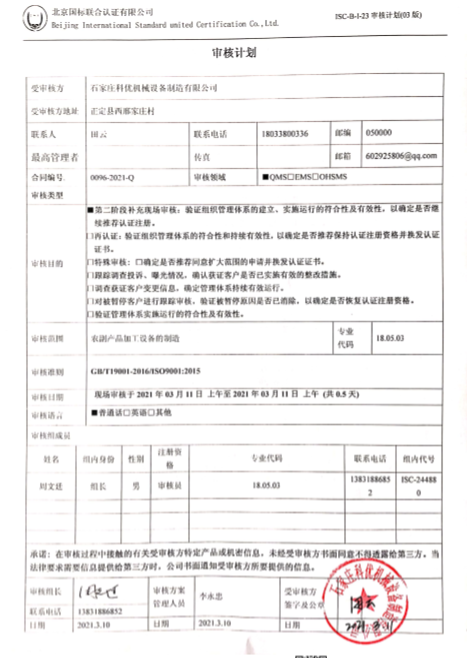 北京国标联合认证有限公司
Beijing International Standard united Certification Co.,Ltd.
ISC-B-I-23 审核计划(03 版)
审核计划
受审核方 石家庄科优机械设备制造有限公司
受审核方地址 正定县西邢家庄村
联系人 田云 联系电话 18033800336 邮编 050000
最高管理者 传真 邮箱 602925806@qq.com
合同编号 0096-2021-Q 审核领域 ■QMS□EMS□OHSMS
审核类型
审核目的
■第二阶段补充现场审核：验证组织管理体系的建立、实施运行的符合性及有效性，以确定是否继
续推荐认证注册。
□再认证：验证组织管理体系的符合性和持续有效性，以确定是否推荐保持认证注册资格并换发认证
证书。
□特殊审核：□确定是否推荐同意扩大范围的申请并换发认证证书。
□跟踪调查投诉、曝光情况，确认获证客户是否已实施有效的整改措施。
□调查获证客户变更信息，确定管理体系持续有效运行。
□对被暂停客户进行跟踪审核，验证被暂停原因是否已消除，以确定是否恢复认证注册资格。
□验证管理体系实施运行的符合性及有效性。
审核范围 农副产品加工设备的制造 专业代码 18.05.03
审核准则 GB/T19001-2016/ISO9001:2015
审核日期 现场审核于 2021 年 03 月 11 日 上午至 2021 年 03 月 11 日 上午 (共 0.5 天)
审核语言 ■普通话□英语□其他
审核组成员
姓名 组内身份 性别 注册资格 专业代码 联系电话 组内代号
周文廷 组长 男 审核员 18.05.03 13831886852 ISC-244880
承诺：在审核过程中接触的有关受审核方特定产品或机密信息，未经受审核方书面同意不得透露给第三方。当
法律要求需要信息提供给第三方时，公司书面通知受审核方所要提供的信息。
审核组长 审核方案管理人员 李永忠 受审核方签字及公章
联系电话 13831886852
日期 2021.3.10 日期 2021.3.10 日期 2021.3.11
石家庄科优机械设备制造有限公司